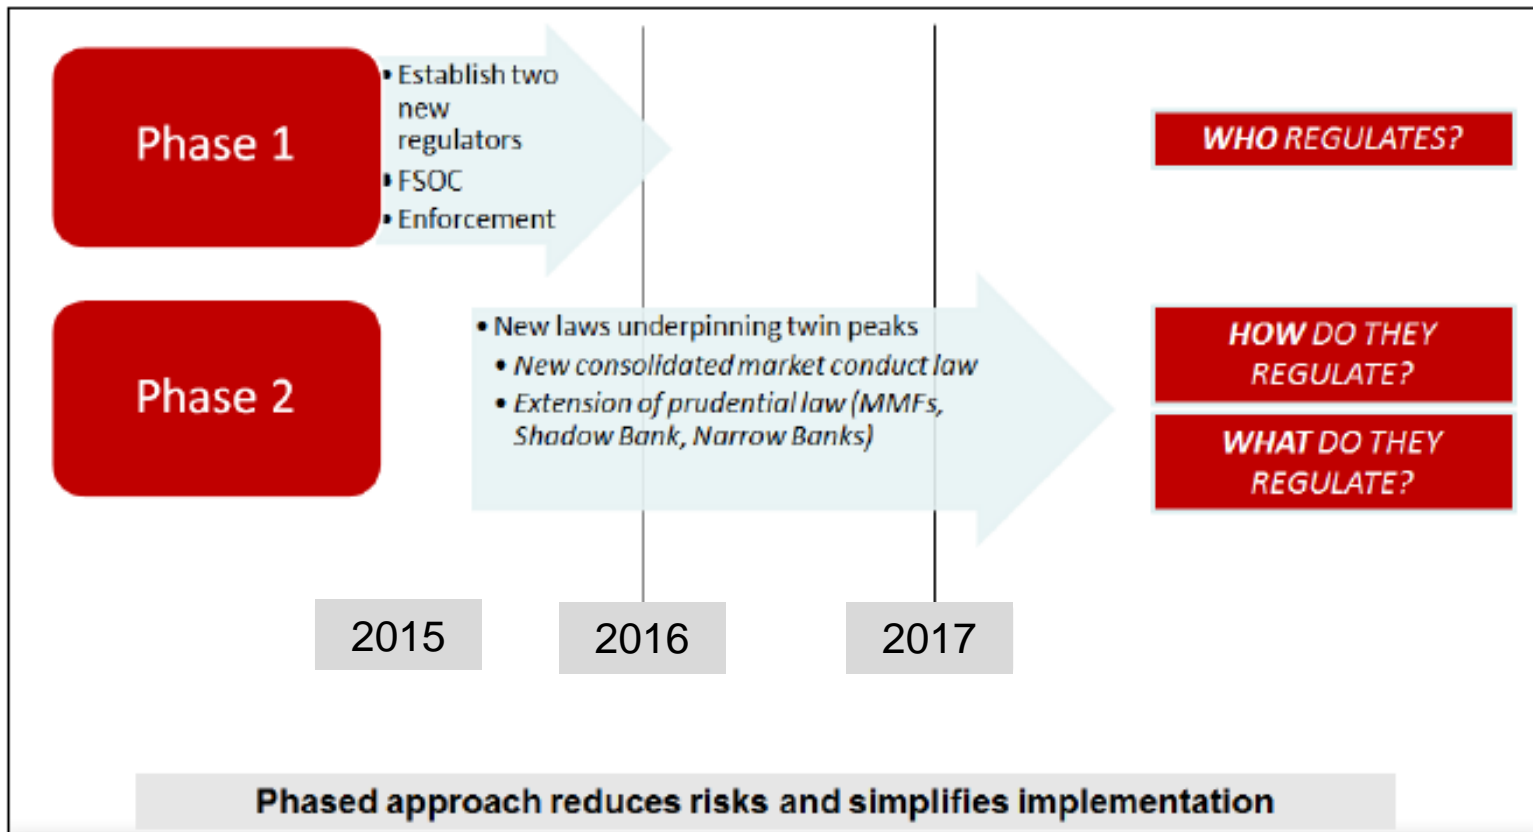 Phase 1
• Establish two
new
regulators
• FSOC
• Enforcement
WHO REGULATES?
Phase 2
• New laws underpinning twin peaks
• New consolidated market conduct law
• Extension of prudential law (MMFs,
Shadow Bank, Narrow Banks)
HOW DO THEY
REGULATE?
WHAT DO THEY
REGULATE?
2015
2016
2017
Phased approach reduces risks and simplifies implementation